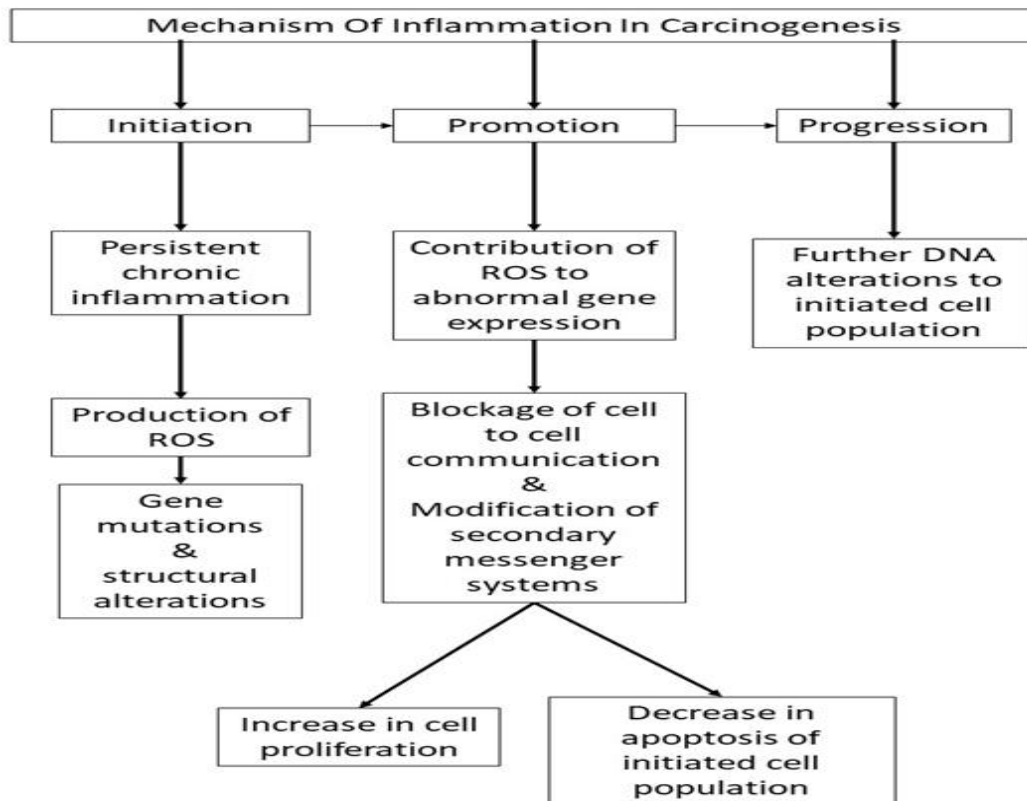 Mechanism Of Inflammation In Carcinogenesis
Initiation
Promotion
Progression
Persistent
chronic
inflammation
Contribution of
ROS to
abnormal gene
expression
Further DNA
alterations to
initiated cell
population
Production of
ROS
Blockage of cell
to cell
communication
&
Modification of
secondary
messenger
systems
Gene
mutations
&
structural
alterations
Increase in cell
proliferation
Decrease in
apoptosis of
initiated cell
population